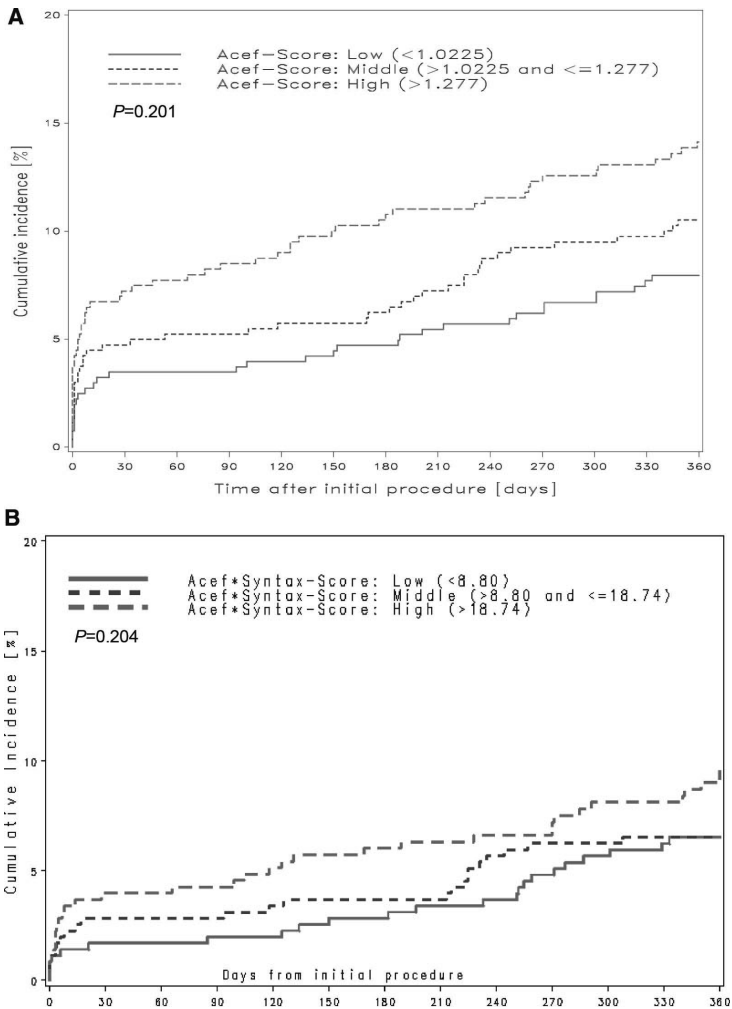 A
20
Acef-Score: Low (<1.0225)
Acef-Score: Middle (>1.0225 and <=1.277)
Acef-Score: High (>1.277)
P=0.201
15
10
5
0
Cumulative incidence [%]
0 30 60 90 120 150 180 210 240 270 300 330 360
Time after initial procedure [days]
B
20
Acef*Syntax-Score: Low (<8.80)
Acef*Syntax-Score: Middle (>8.80 and <=18.74)
Acef*Syntax-Score: High (>18.74)
P=0.204
15
10
5
0
Cumulative Incidence [%]
Days from initial procedure
0 30 60 90 120 150 180 210 240 270 300 330 360